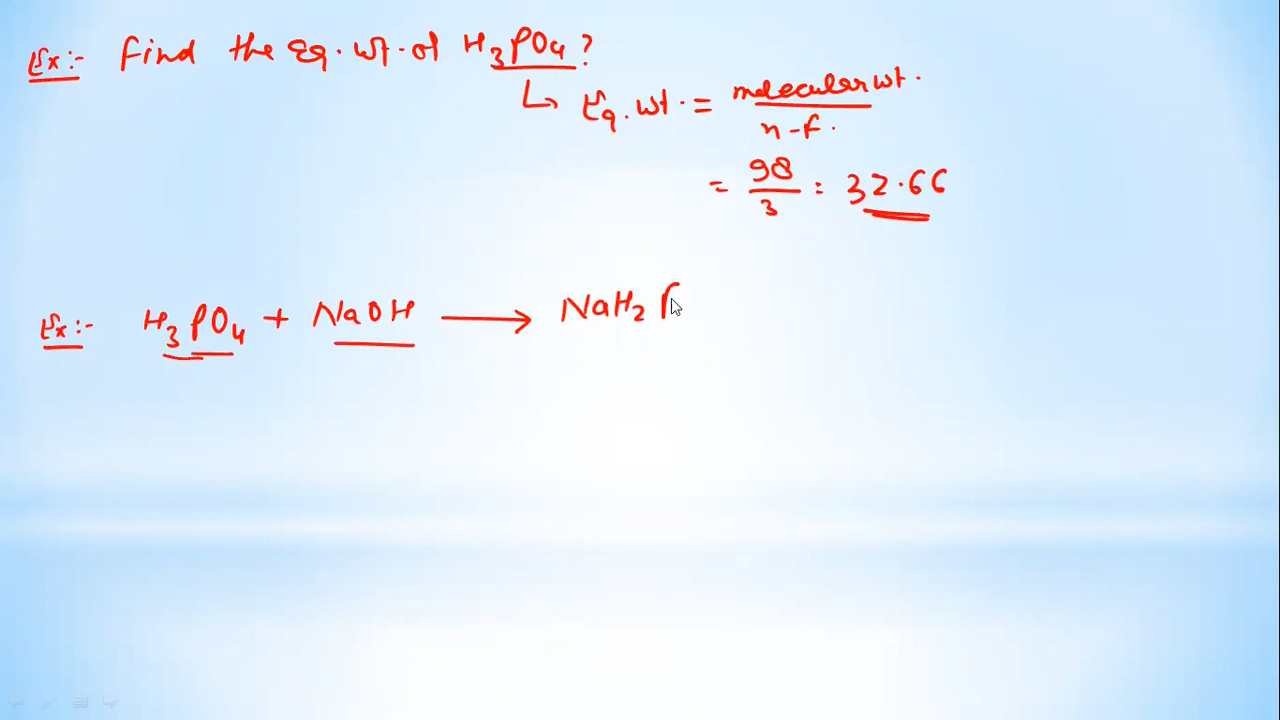 Ex:- Find the Eq. wt. of H3PO4?
Eq. wt. = molecular wt. / n-f.
= 98/3 = 32.66
Ex:- H3PO4 + NaOH → NaH2